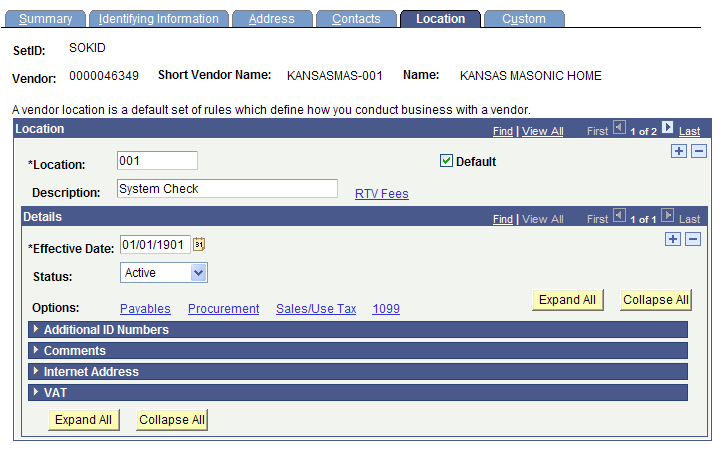 Summary Identifying Information Address Contacts Location Custom
SetID: SOKID
Vendor: 0000046349 Short Vendor Name: KANSASMAS-001 Name: KANSAS MASONIC HOME
A vendor location is a default set of rules which define how you conduct business with a vendor.
Location Find | View All First 1 of 2 Last
*Location: 001 Default
Description: System Check RTV Fees
Details Find | View All First 1 of 1 Last
*Effective Date: 01/01/1901 31
Status: Active
Options: Payables Procurement Sales/Use Tax 1099 Expand All Collapse All
Additional ID Numbers
Comments
Internet Address
VAT
Expand All Collapse All